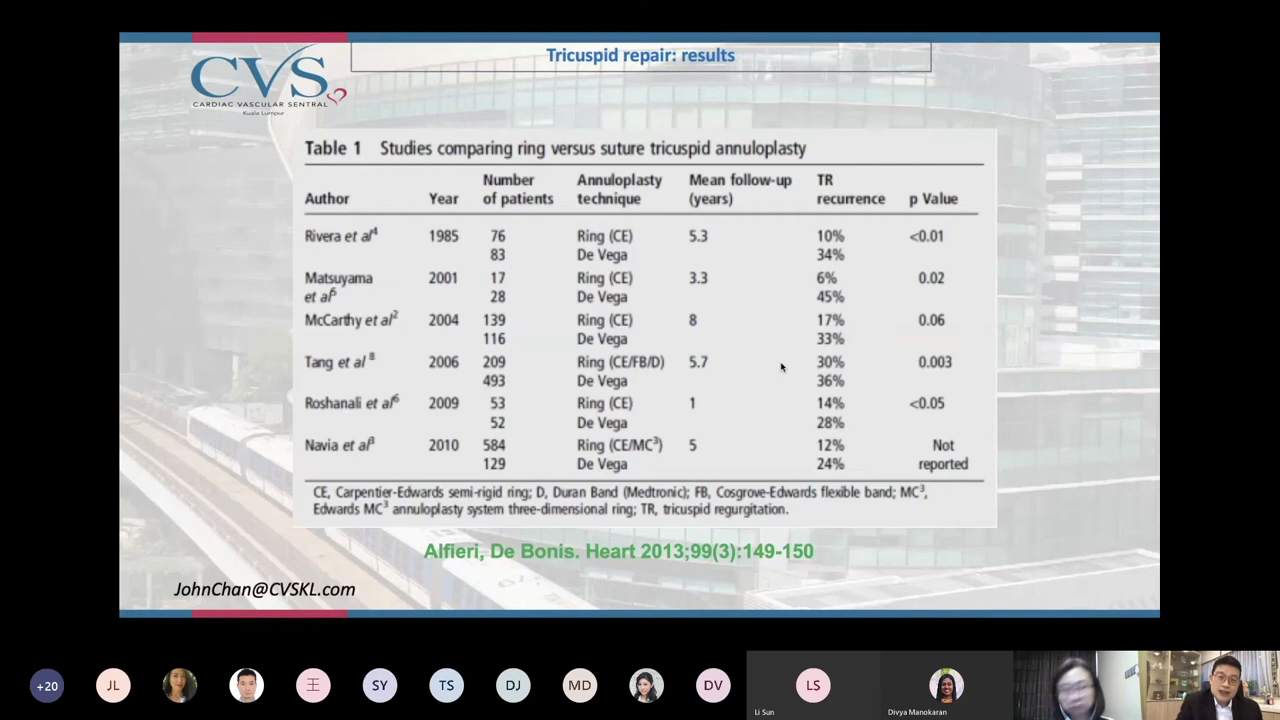 Tricuspid repair: results
CVS
CARDIAC VASCULAR SENTRAL
Kuala Lumpur
Table 1 Studies comparing ring versus suture tricuspid annuloplasty
Author Year Number of patients Annuloplasty technique Mean follow-up (years) TR recurrence p Value
Rivera et al4 1985 76 Ring (CE) 5.3 10% <0.01
83 De Vega 34%
Matsuyama et al5 2001 17 Ring (CE) 3.3 6% 0.02
28 De Vega 45%
McCarthy et al2 2004 139 Ring (CE) 8 17% 0.06
116 De Vega 33%
Tang et al 8 2006 209 Ring (CE/FB/D) 5.7 30% 0.003
493 De Vega 36%
Roshanali et al6 2009 53 Ring (CE) 1 14% <0.05
52 De Vega 28%
Navia et al3 2010 584 Ring (CE/MC3) 5 12% Not reported
129 De Vega 24%
CE, Carpentier-Edwards semi-rigid ring; D, Duran Band (Medtronic); FB, Cosgrove-Edwards flexible band; MC3,
Edwards MC3 annuloplasty system three-dimensional ring; TR, tricuspid regurgitation.
Alfieri, De Bonis. Heart 2013;99(3):149-150
JohnChan@CVSKL.com
+20 JL 王 SY TS DJ MD DV LS
Li Sun
Divya Manokaran